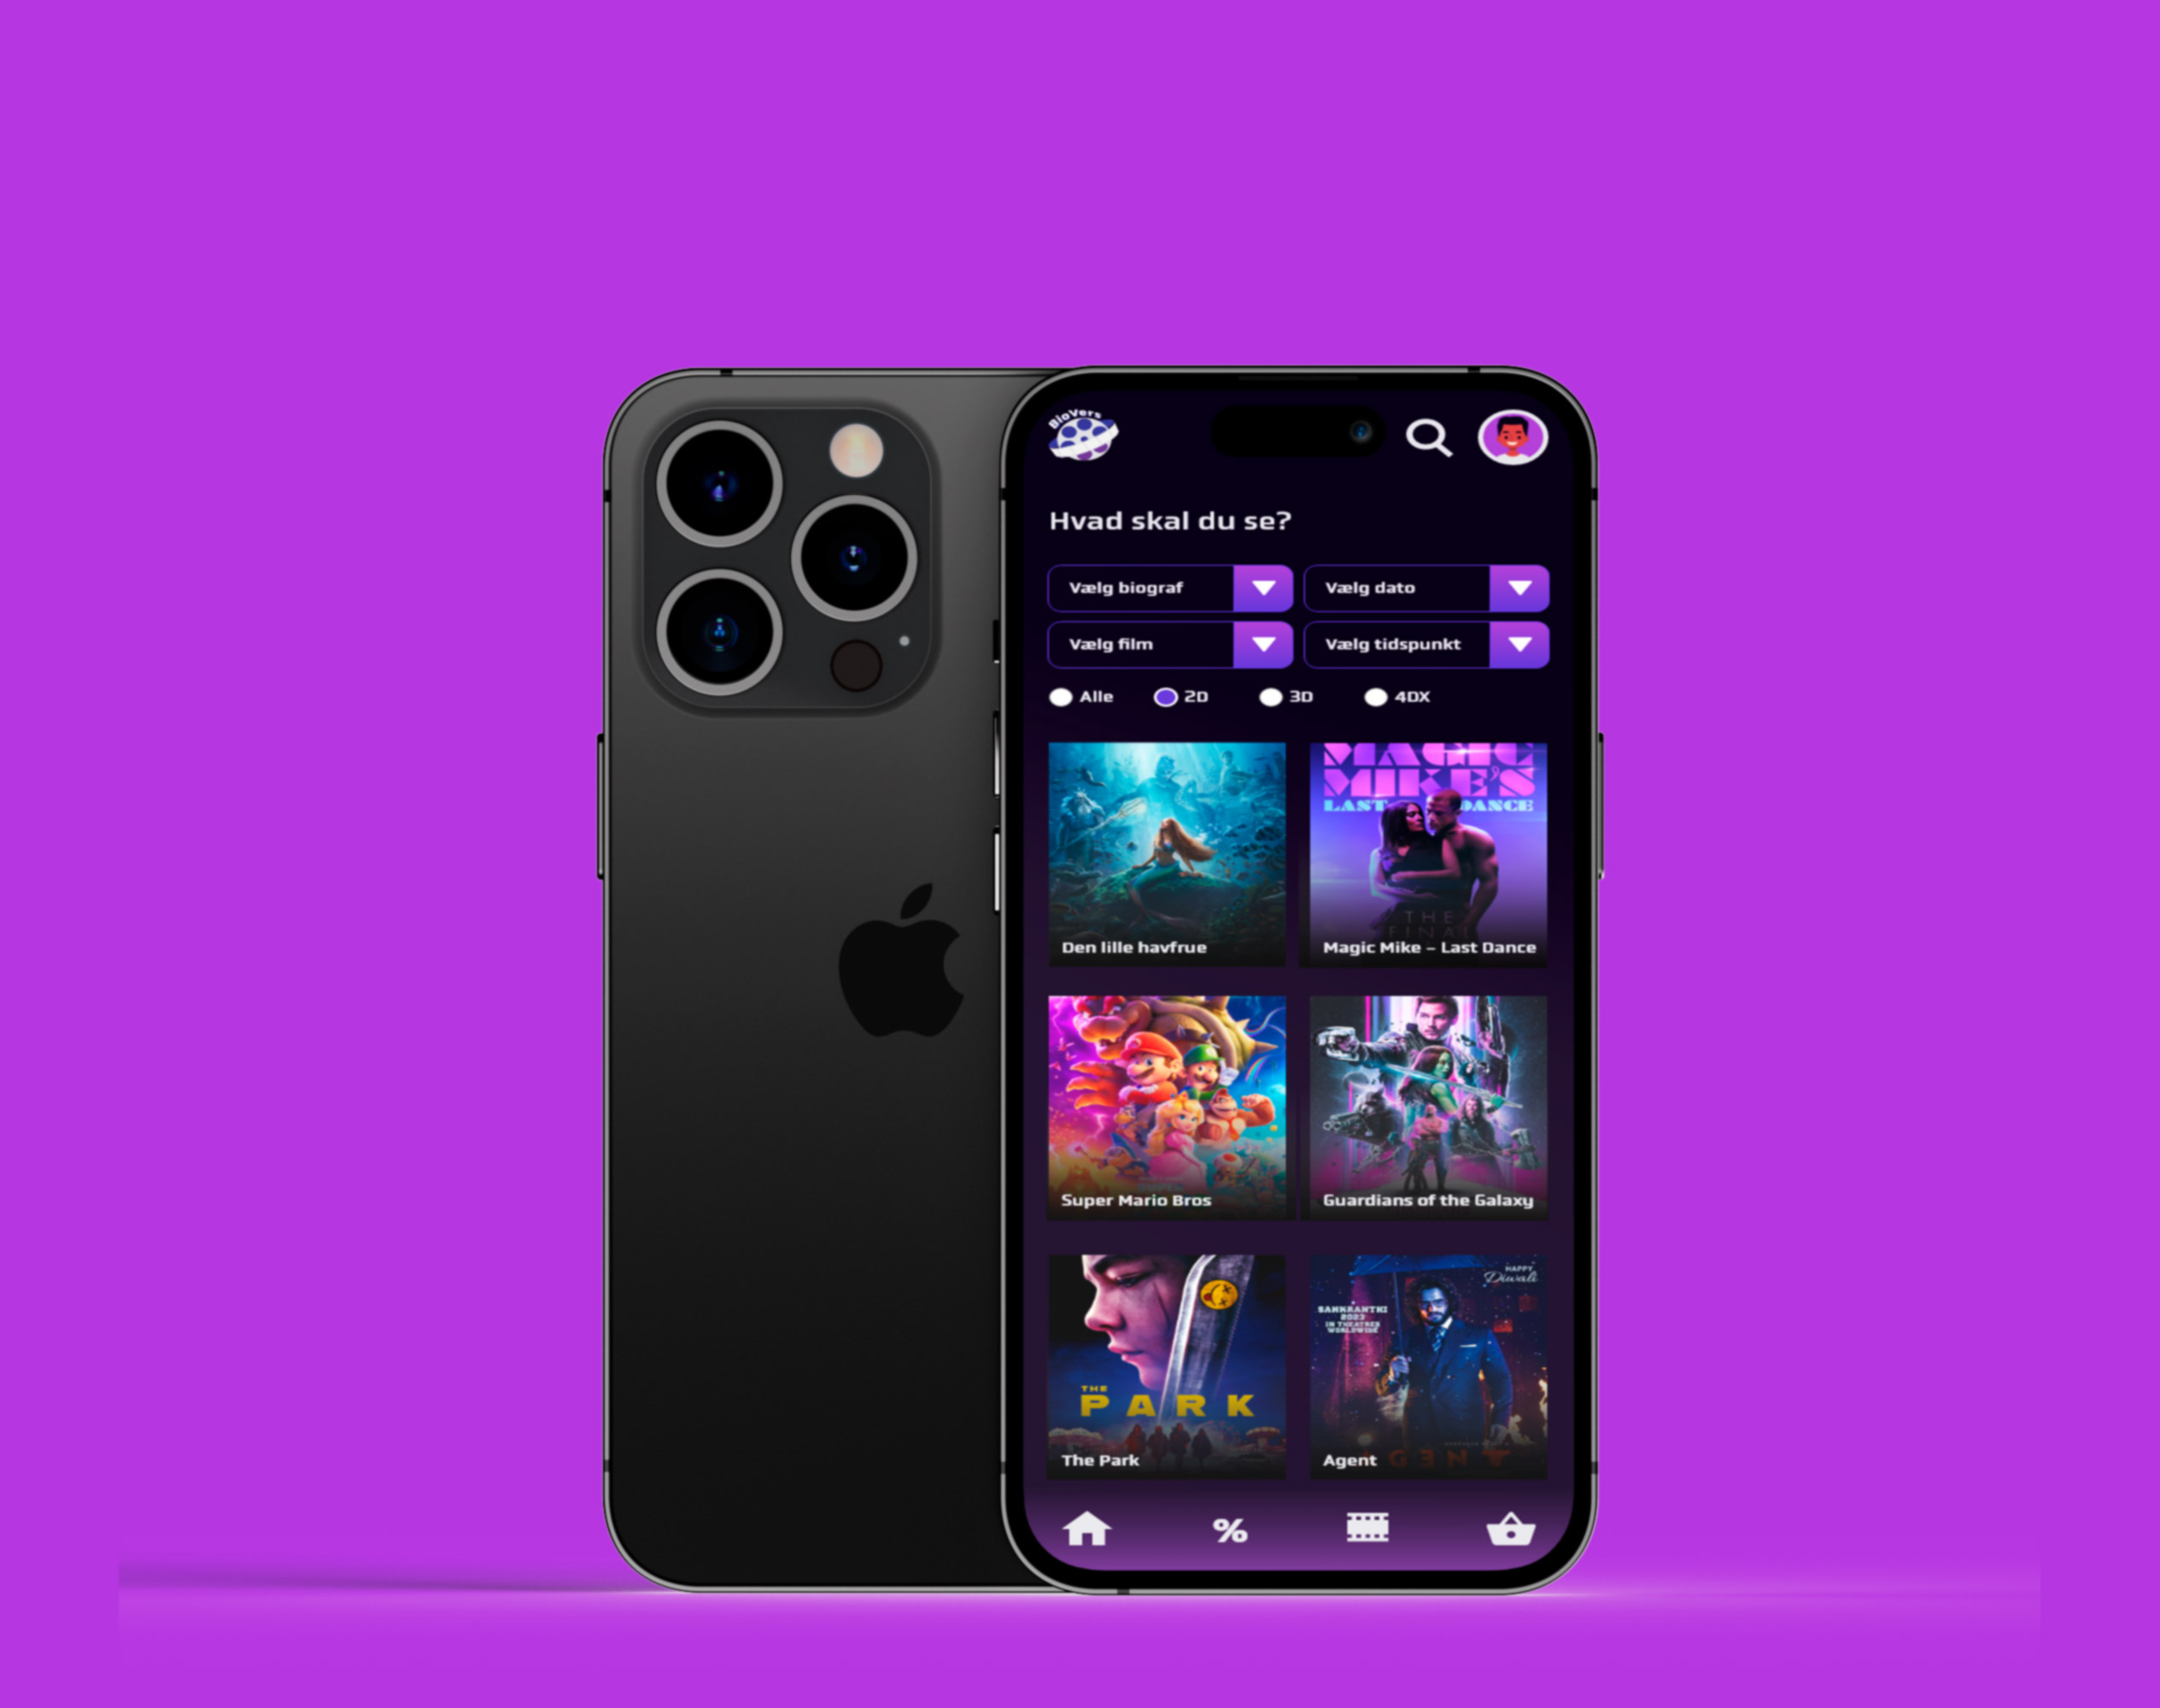 BioVers
Hvad skal du se?
Vælg biograf
Vælg dato
Vælg film
Vælg tidspunkt
Alle
2D
3D
4DX
MAGIC
MIKE'S
LAST DANCE
THE
FINAL
Den lille havfrue
Magic Mike – Last Dance
Super Mario Bros
Guardians of the Galaxy
HAPPY
Diwali
SANKRANTHI
2023
IN THEATRES
WORLDWIDE
THE
PARK
The Park
Agent
%